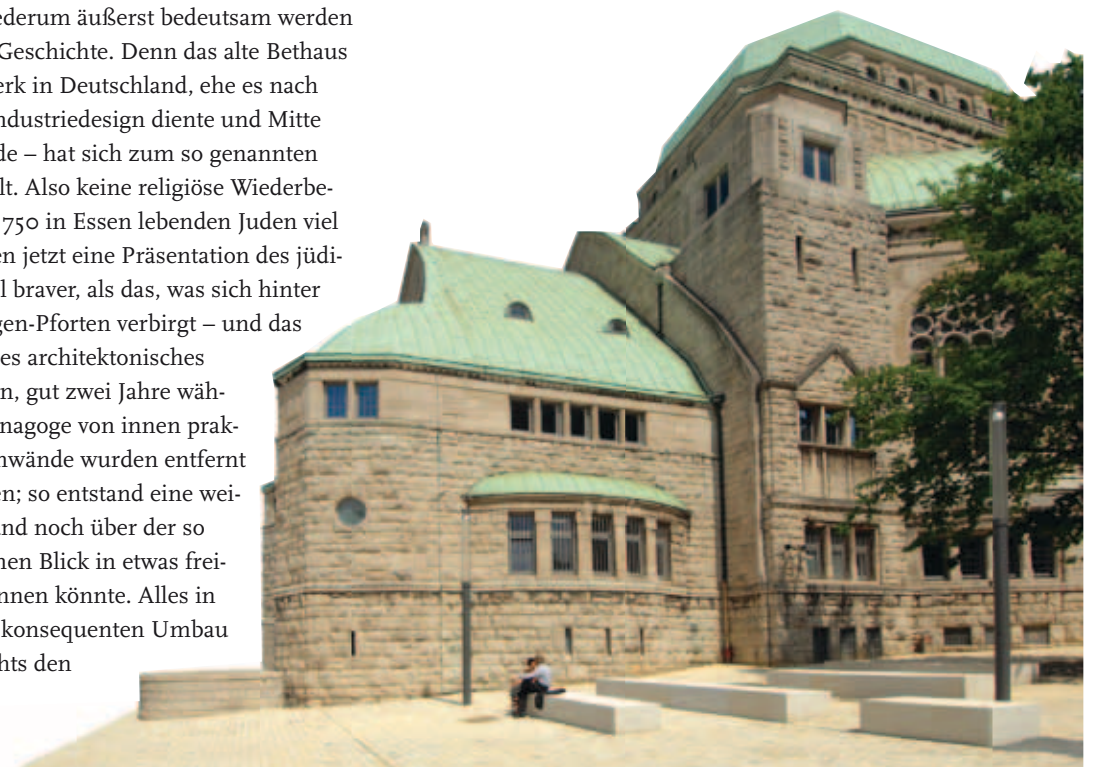 ederum äußerst bedeutsam werden
Geschichte. Denn das alte Bethaus
erk in Deutschland, ehe es nach
ndustriedesign diente und Mitte
de – hat sich zum so genannten
lt. Also keine religiöse Wiederbe-
750 in Essen lebenden Juden viel
en jetzt eine Präsentation des jüdi-
l braver, als das, was sich hinter
gen-Pforten verbirgt – und das
es architektonisches
n, gut zwei Jahre wäh-
nagoge von innen prak-
nwände wurden entfernt
en; so entstand eine wei-
und noch über der so
nen Blick in etwas frei-
nnen könnte. Alles in
konsequenten Umbau
hts den